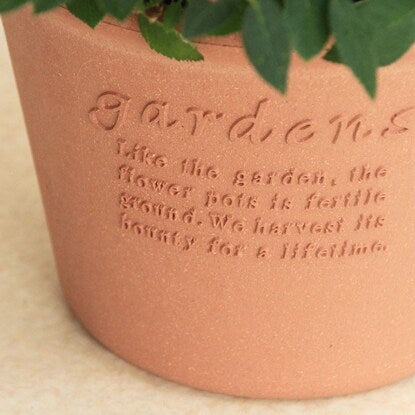 gardens
Like the garden, the
flower pots is fertile
ground. We harvest its
bounty for a lifetime.